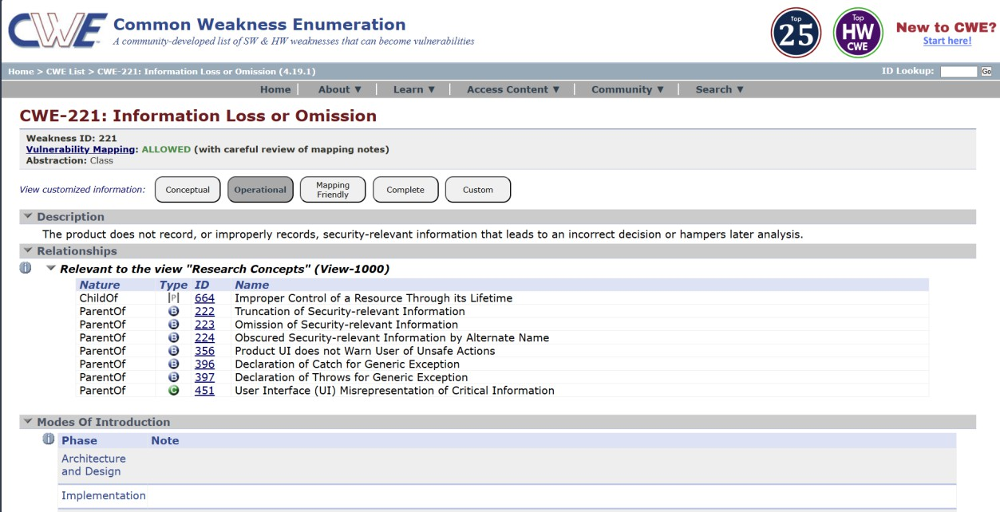 CWE
Common Weakness Enumeration
A community-developed list of SW & HW weaknesses that can become vulnerabilities
Top
25
Top
HW
CWE
New to CWE?
Start here!
Home > CWE List > CWE-221: Information Loss or Omission (4.19.1)
ID Lookup:
Go
Home
About ▼
Learn ▼
Access Content ▼
Community ▼
Search ▼
CWE-221: Information Loss or Omission
Weakness ID: 221
Vulnerability Mapping: ALLOWED (with careful review of mapping notes)
Abstraction: Class
View customized information:
Conceptual
Operational
Mapping
Friendly
Complete
Custom
Description
The product does not record, or improperly records, security-relevant information that leads to an incorrect decision or hampers later analysis.
Relationships
Relevant to the view "Research Concepts" (View-1000)
Nature Type ID Name
ChildOf P 664 Improper Control of a Resource Through its Lifetime
ParentOf B 222 Truncation of Security-relevant Information
ParentOf B 223 Omission of Security-relevant Information
ParentOf B 224 Obscured Security-relevant Information by Alternate Name
ParentOf B 356 Product UI does not Warn User of Unsafe Actions
ParentOf B 396 Declaration of Catch for Generic Exception
ParentOf B 397 Declaration of Throws for Generic Exception
ParentOf C 451 User Interface (UI) Misrepresentation of Critical Information
Modes Of Introduction
Phase Note
Architecture
and Design
Implementation